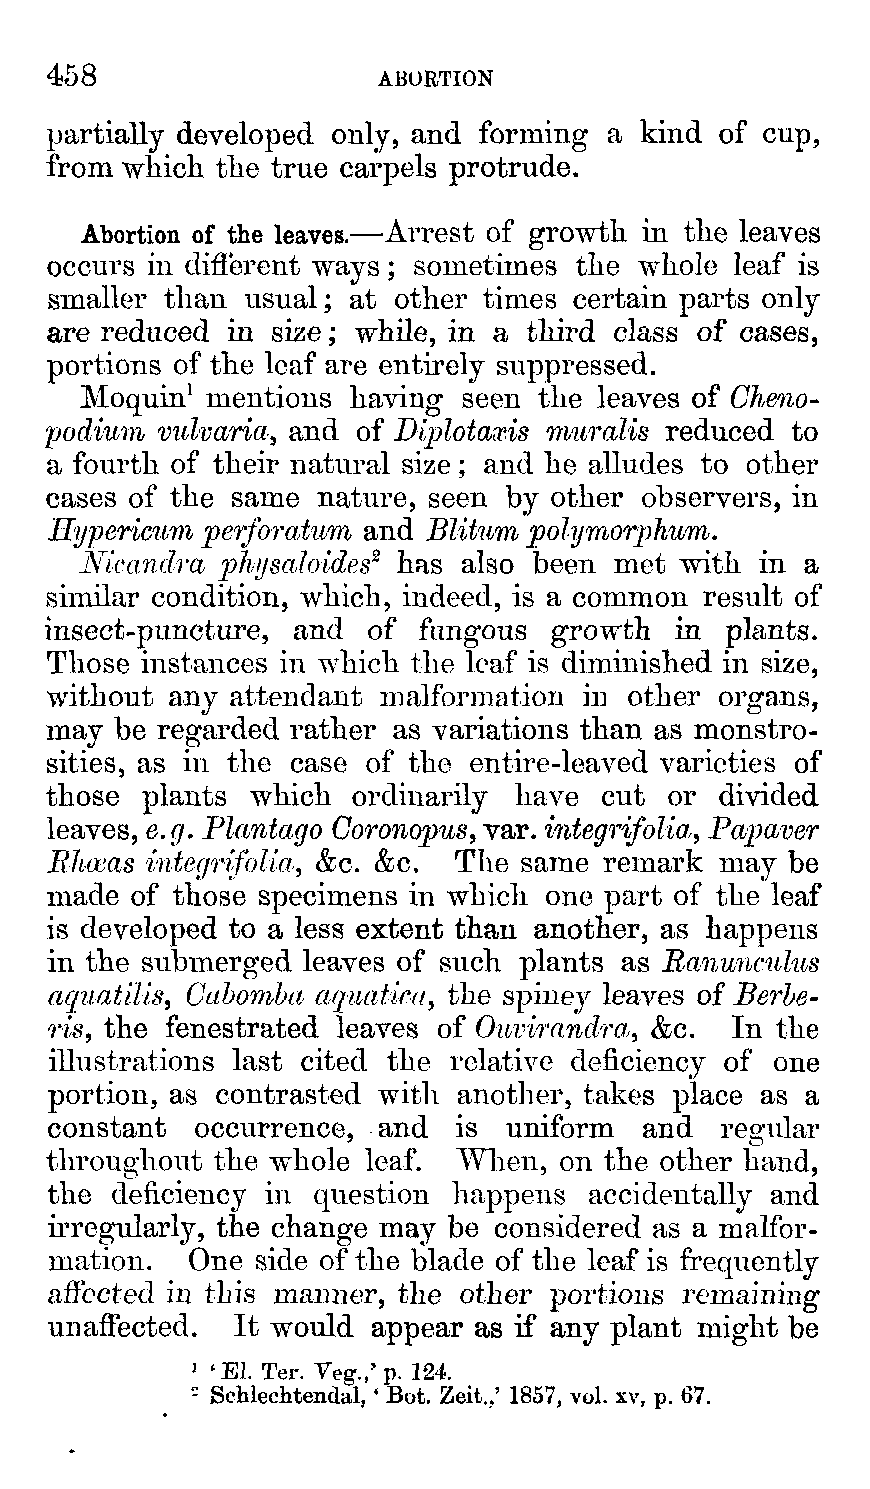 458 ABORTION
partially developed only, and forming a kind of cup,
from which the true carpels protrude.
Abortion of the leaves.—Arrest of growth in the leaves
occurs in different ways; sometimes the whole leaf is
smaller than usual; at other times certain parts only
are reduced in size; while, in a third class of cases,
portions of the leaf are entirely suppressed.
Moquin¹ mentions having seen the leaves of Cheno-
podium vulvaria, and of Diplotaxis muralis reduced to
a fourth of their natural size; and he alludes to other
cases of the same nature, seen by other observers, in
Hypericum perforatum and Blitum polymorphum.
Nicandra physaloides² has also been met with in a
similar condition, which, indeed, is a common result of
insect-puncture, and of fungous growth in plants.
Those instances in which the leaf is diminished in size,
without any attendant malformation in other organs,
may be regarded rather as variations than as monstro-
sities, as in the case of the entire-leaved varieties of
those plants which ordinarily have cut or divided
leaves, e.g. Plantago Coronopus, var. integrifolia, Papaver
Rhœas integrifolia, &c. &c. The same remark may be
made of those specimens in which one part of the leaf
is developed to a less extent than another, as happens
in the submerged leaves of such plants as Ranunculus
aquatilis, Cabomba aquatica, the spiney leaves of Berbe-
ris, the fenestrated leaves of Ouvirandra, &c. In the
illustrations last cited the relative deficiency of one
portion, as contrasted with another, takes place as a
constant occurrence, and is uniform and regular
throughout the whole leaf. When, on the other hand,
the deficiency in question happens accidentally and
irregularly, the change may be considered as a malfor-
mation. One side of the blade of the leaf is frequently
affected in this manner, the other portions remaining
unaffected. It would appear as if any plant might be
¹ 'El. Ter. Veg.,' p. 124.
² Schlechtendal, 'Bot. Zeit.,' 1857, vol. xv, p. 67.